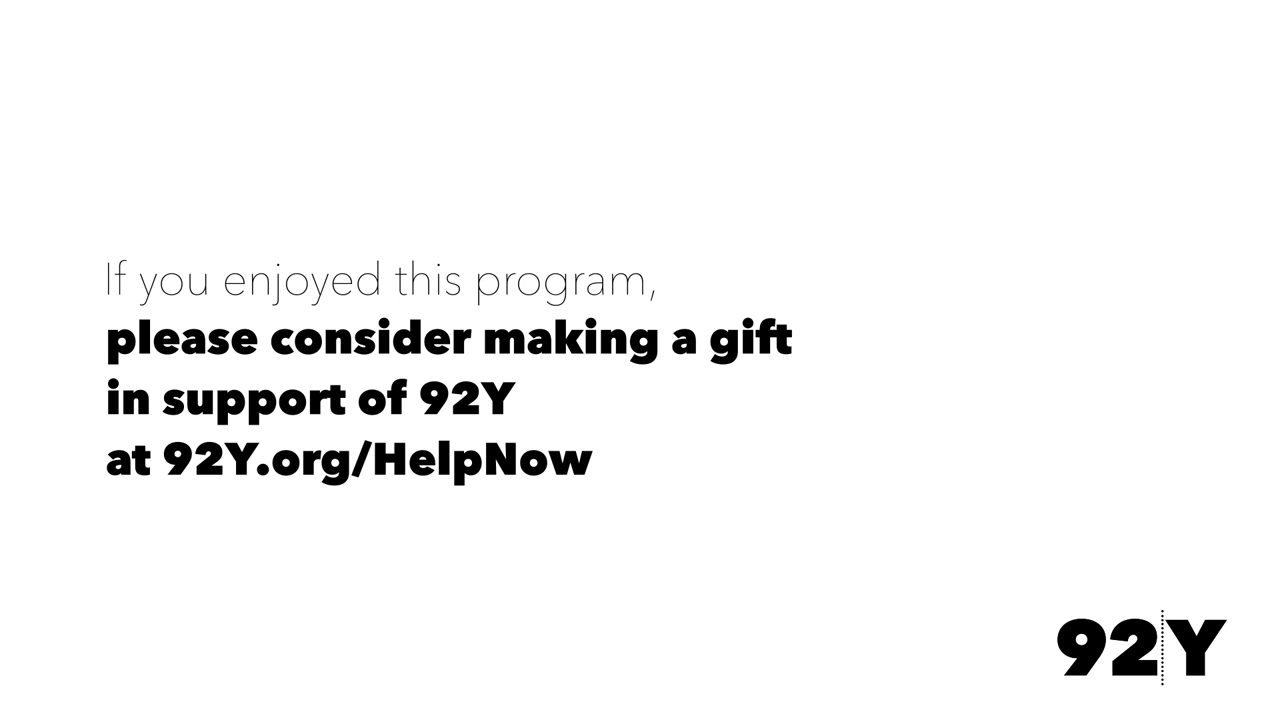 If you enjoyed this program,
please consider making a gift
in support of 92Y
at 92Y.org/HelpNow
92Y